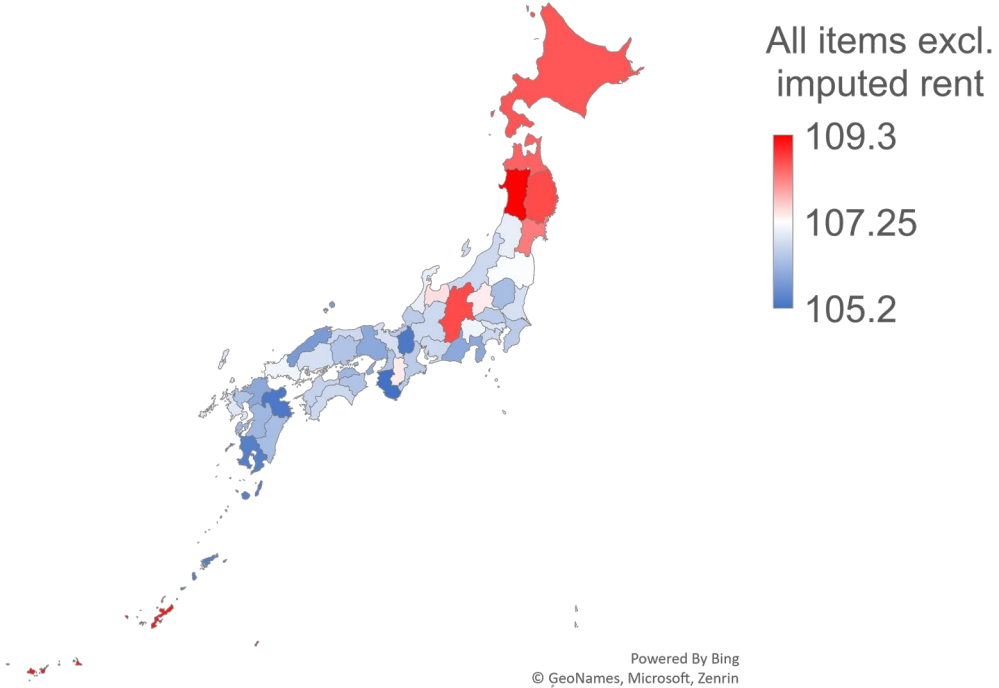 All items excl.
imputed rent
109.3
107.25
105.2
Powered By Bing
© GeoNames, Microsoft, Zenrin